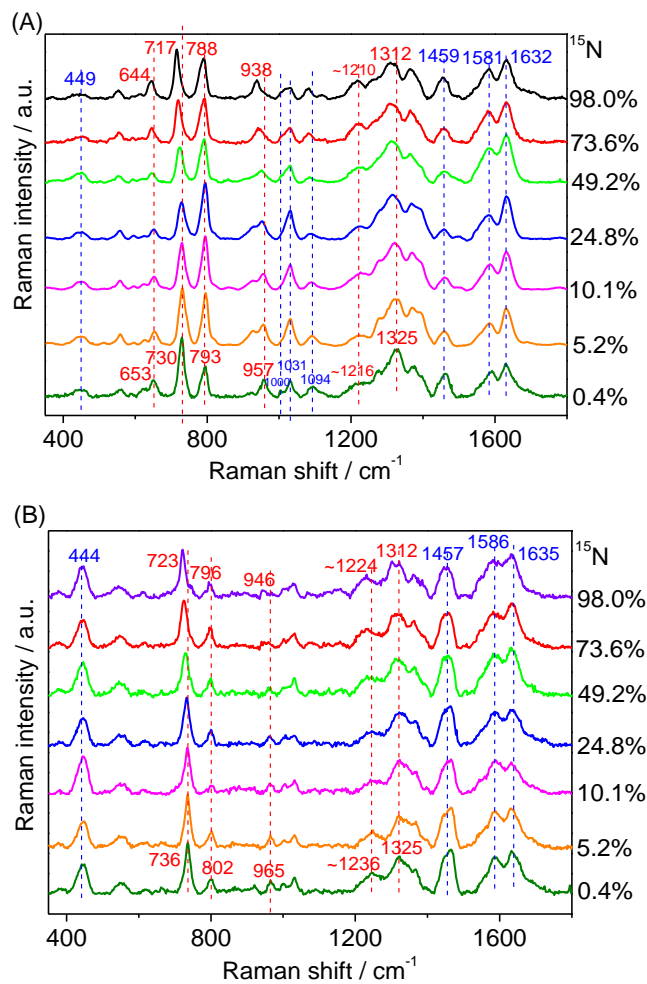 (A)
717 788 1312 1459 1581 1632 ¹⁵N
449 644 938 ~1210
98.0%
73.6%
49.2%
24.8%
10.1%
5.2%
730 793 1325
653 957 1000 1031 1094 ~1216
0.4%
400 800 1200 1600
Raman shift / cm⁻¹
Raman intensity / a.u.
(B)
444 723 796 946 ~1224 1312 1457 1586 1635 ¹⁵N
98.0%
73.6%
49.2%
24.8%
10.1%
5.2%
736 802 965 ~1236 1325
0.4%
400 800 1200 1600
Raman shift / cm⁻¹
Raman intensity / a.u.